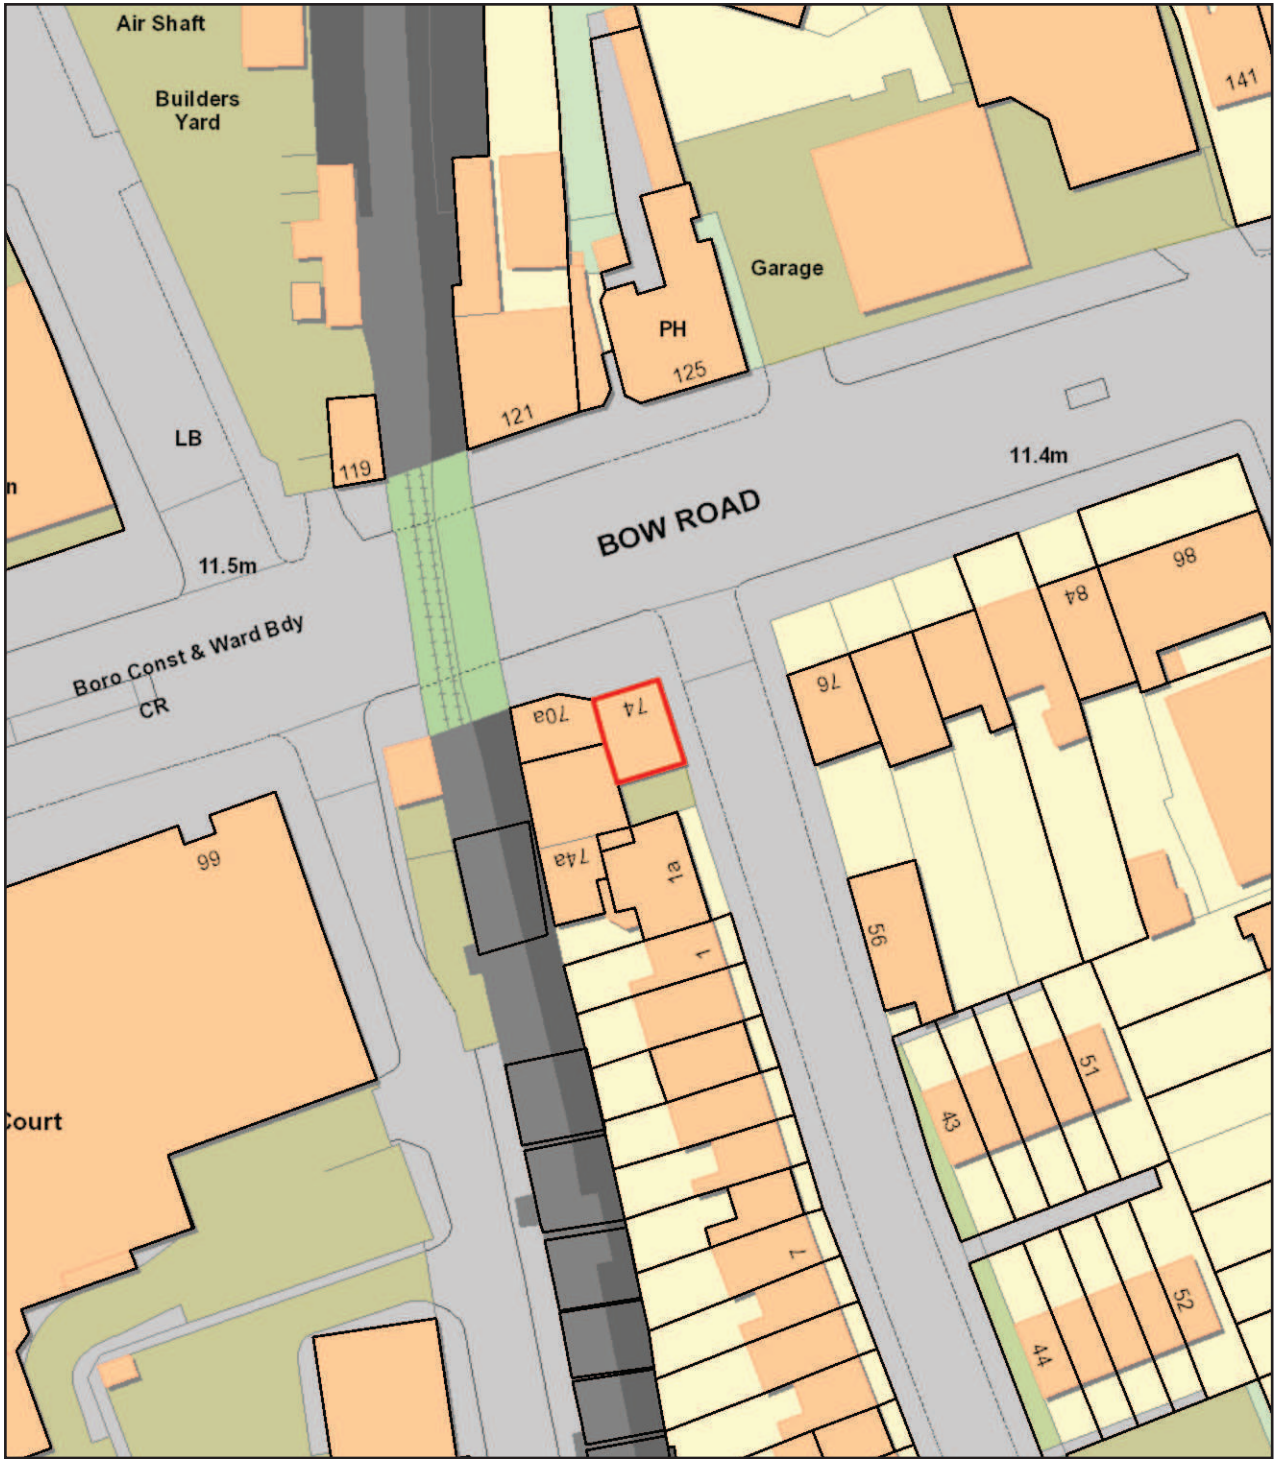 Air Shaft
Builders
Yard
141
Garage
PH
125
121
LB
119
n
11.4m
BOW ROAD
11.5m
86
84
Boro Const & Ward Bdy
CR
76
70a
74
99
74a
1a
56
1
51
43
Court
7
52
44